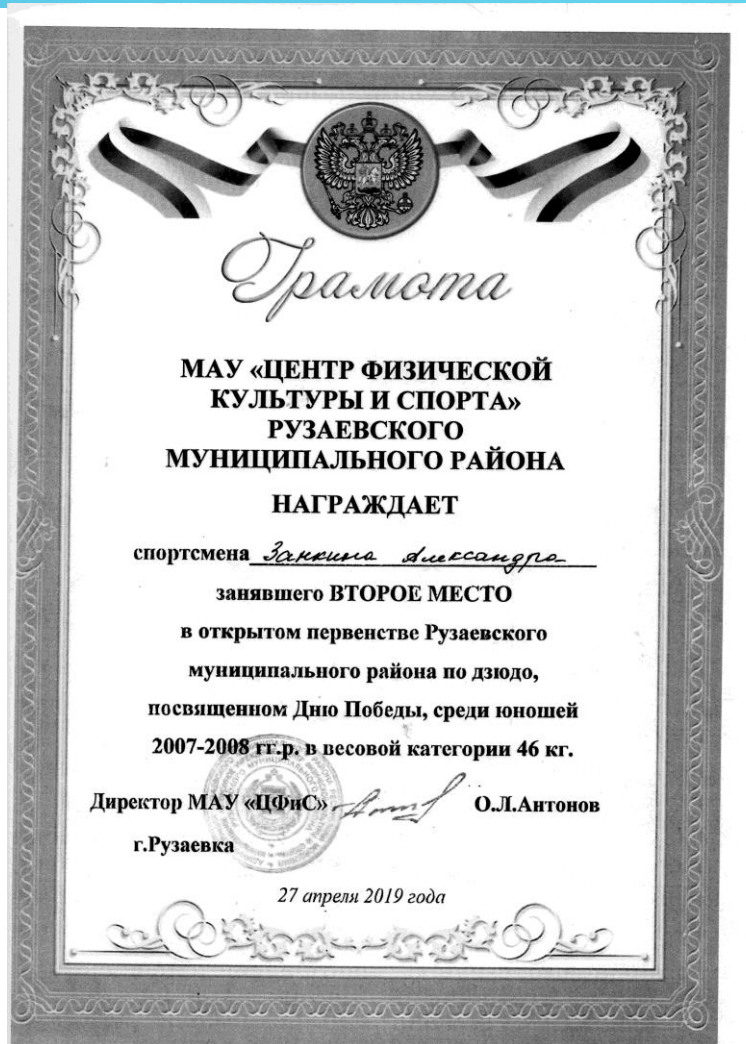 Грамота
МАУ «ЦЕНТР ФИЗИЧЕСКОЙ
КУЛЬТУРЫ И СПОРТА»
РУЗАЕВСКОГО
МУНИЦИПАЛЬНОГО РАЙОНА
НАГРАЖДАЕТ
спортсмена Занкина Александра
занявшего ВТОРОЕ МЕСТО
в открытом первенстве Рузаевского
муниципального района по дзюдо,
посвященном Дню Победы, среди юношей
2007-2008 гг.р. в весовой категории 46 кг.
Директор МАУ «ЦФиС» О.Л.Антонов
г.Рузаевка
27 апреля 2019 года